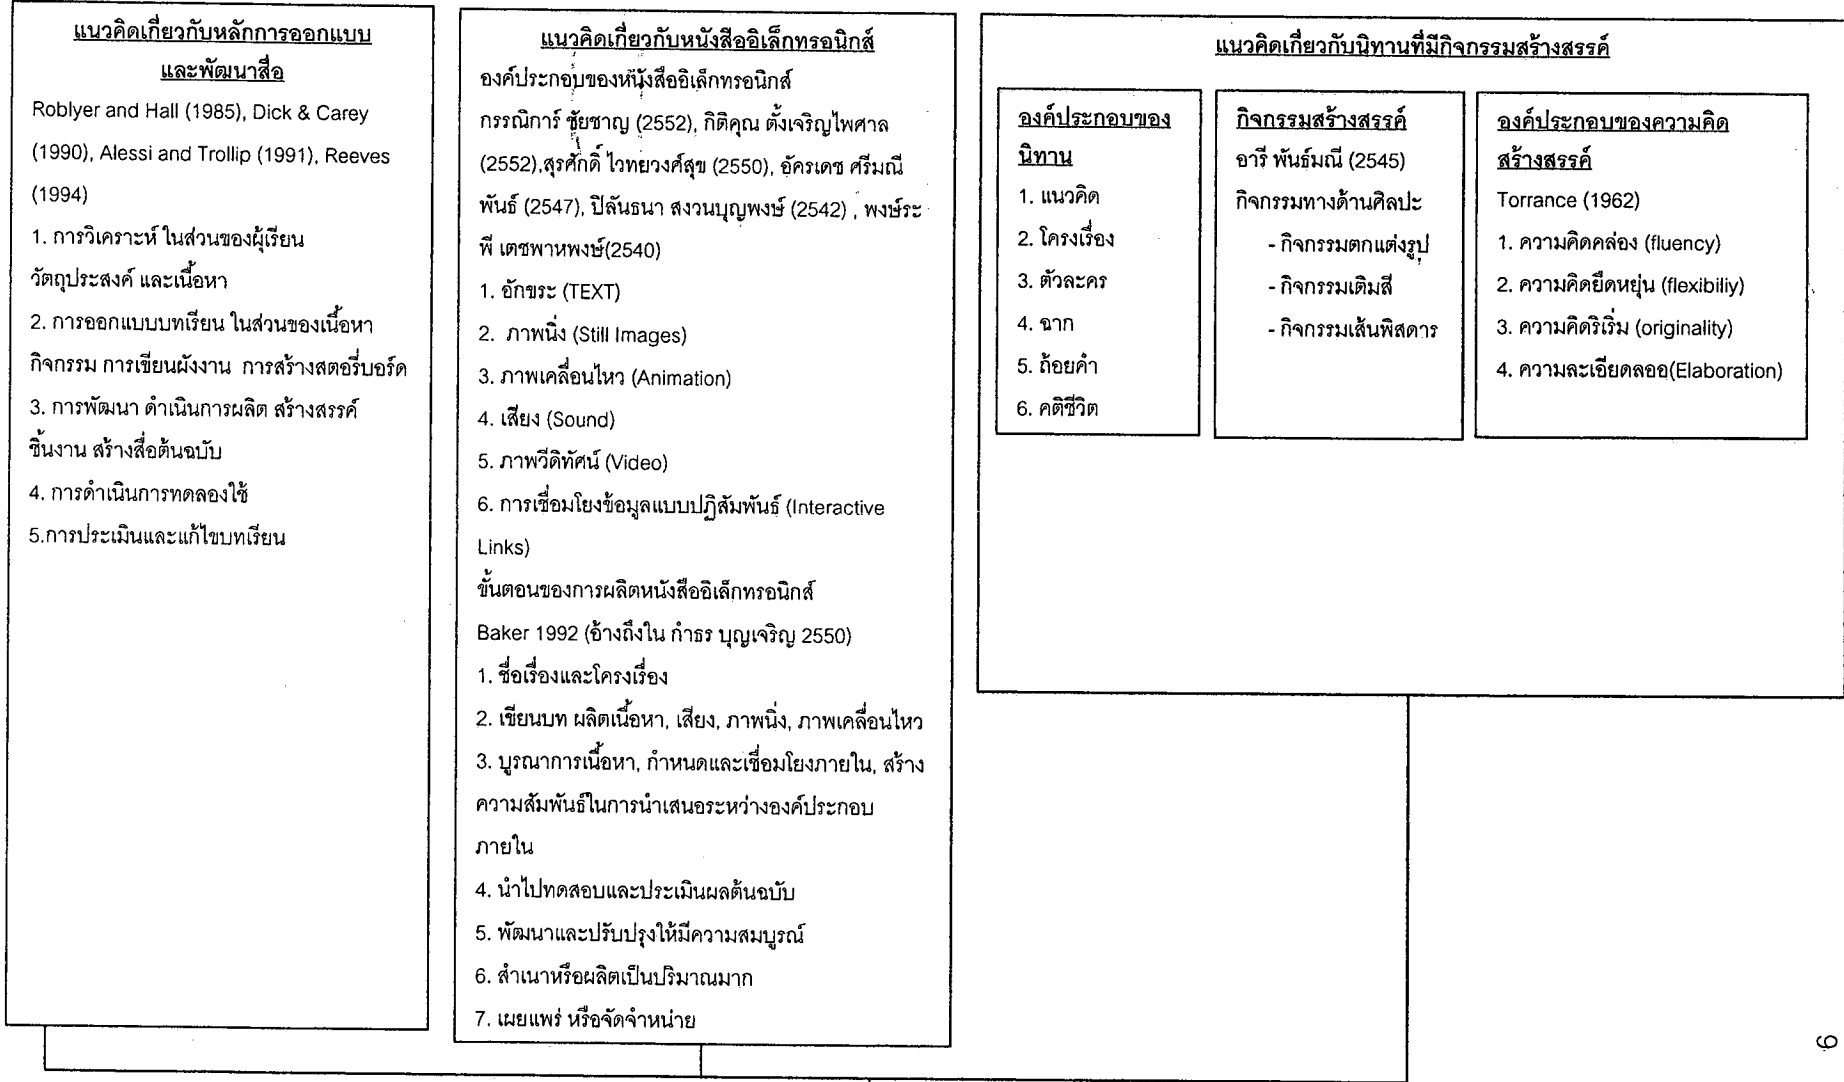 แนวคิดเกี่ยวกับหลักการออกแบบ
และพัฒนาสื่อ
Roblyer and Hall (1985), Dick & Carey
(1990), Alessi and Trollip (1991), Reeves
(1994)
1. การวิเคราะห์ ในส่วนของผู้เรียน
วัตถุประสงค์ และเนื้อหา
2. การออกแบบบทเรียน ในส่วนของเนื้อหา
กิจกรรม การเขียนผังงาน การสร้างสตอรี่บอร์ด
3. การพัฒนา ดำเนินการผลิต สร้างสรรค์
ชิ้นงาน สร้างสื่อต้นฉบับ
4. การดำเนินการทดลองใช้
5.การประเมินและแก้ไขบทเรียน
แนวคิดเกี่ยวกับหนังสืออิเล็กทรอนิกส์
องค์ประกอบของหนังสืออิเล็กทรอนิกส์
กรรณิการ์ ชัยชาญ (2552), กิติคุณ ตั้งเจริญไพศาล
(2552),สุรศักดิ์ ไวทยวงศ์สุข (2550), อัครเดช ศรีมณี
พันธ์ (2547), ปิลันธนา สงวนบุญพงษ์ (2542) , พงษ์ระ
พี เตชพาหพงษ์(2540)
1. อักขระ (TEXT)
2. ภาพนิ่ง (Still Images)
3. ภาพเคลื่อนไหว (Animation)
4. เสียง (Sound)
5. ภาพวีดิทัศน์ (Video)
6. การเชื่อมโยงข้อมูลแบบปฏิสัมพันธ์ (Interactive
Links)
ขั้นตอนของการผลิตหนังสืออิเล็กทรอนิกส์
Baker 1992 (อ้างถึงใน กำธร บุญเจริญ 2550)
1. ชื่อเรื่องและโครงเรื่อง
2. เขียนบท ผลิตเนื้อหา, เสียง, ภาพนิ่ง, ภาพเคลื่อนไหว
3. บูรณาการเนื้อหา, กำหนดและเชื่อมโยงภายใน, สร้าง
ความสัมพันธ์ในการนำเสนอระหว่างองค์ประกอบ
ภายใน
4. นำไปทดสอบและประเมินผลต้นฉบับ
5. พัฒนาและปรับปรุงให้มีความสมบูรณ์
6. สำเนาหรือผลิตเป็นปริมาณมาก
7. เผยแพร่ หรือจัดจำหน่าย
แนวคิดเกี่ยวกับนิทานที่มีกิจกรรมสร้างสรรค์
องค์ประกอบของ
นิทาน
1. แนวคิด
2. โครงเรื่อง
3. ตัวละคร
4. ฉาก
5. ถ้อยคำ
6. คติชีวิต
กิจกรรมสร้างสรรค์
อารี พันธ์มณี (2545)
กิจกรรมทางด้านศิลปะ
- กิจกรรมตกแต่งรูป
- กิจกรรมเติมสี
- กิจกรรมเส้นพิสดาร
องค์ประกอบของความคิด
สร้างสรรค์
Torrance (1962)
1. ความคิดคล่อง (fluency)
2. ความคิดยืดหยุ่น (flexibiliy)
3. ความคิดริเริ่ม (originality)
4. ความละเอียดลออ(Elaboration)